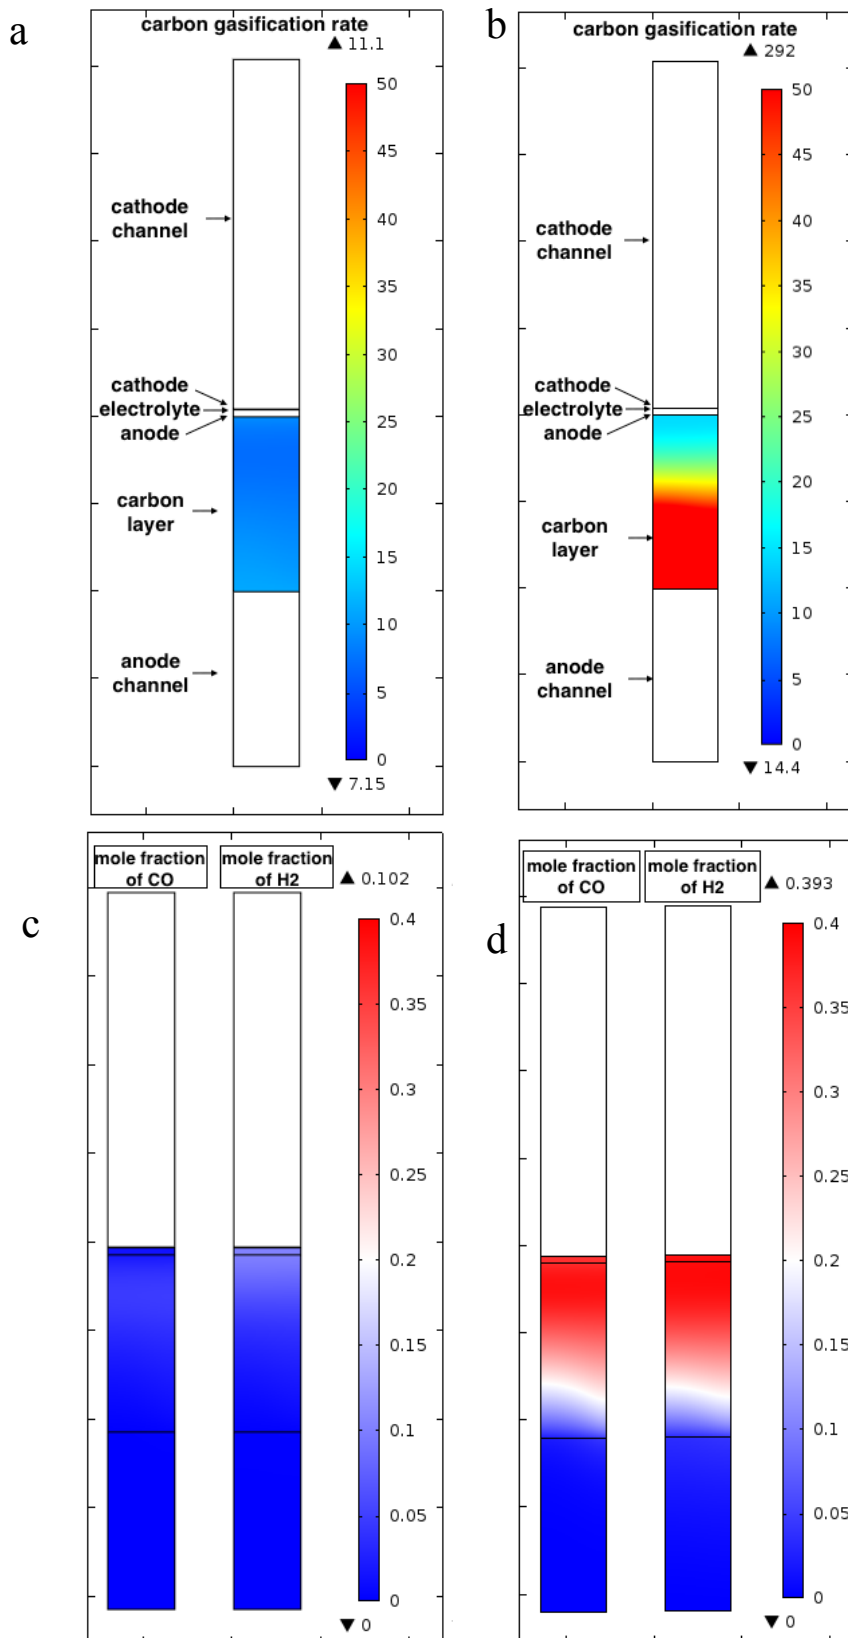 a
carbon gasification rate
▲ 11.1
50
45
40
35
30
25
20
15
10
5
0
▼ 7.15
cathode
channel
cathode
electrolyte
anode
carbon
layer
anode
channel
b
carbon gasification rate
▲ 292
50
45
40
35
30
25
20
15
10
5
0
▼ 14.4
cathode
channel
cathode
electrolyte
anode
carbon
layer
anode
channel
c
mole fraction
of CO
mole fraction
of H2
▲ 0.102
0.4
0.35
0.3
0.25
0.2
0.15
0.1
0.05
0
▼ 0
d
mole fraction
of CO
mole fraction
of H2
▲ 0.393
0.4
0.35
0.3
0.25
0.2
0.15
0.1
0.05
0
▼ 0